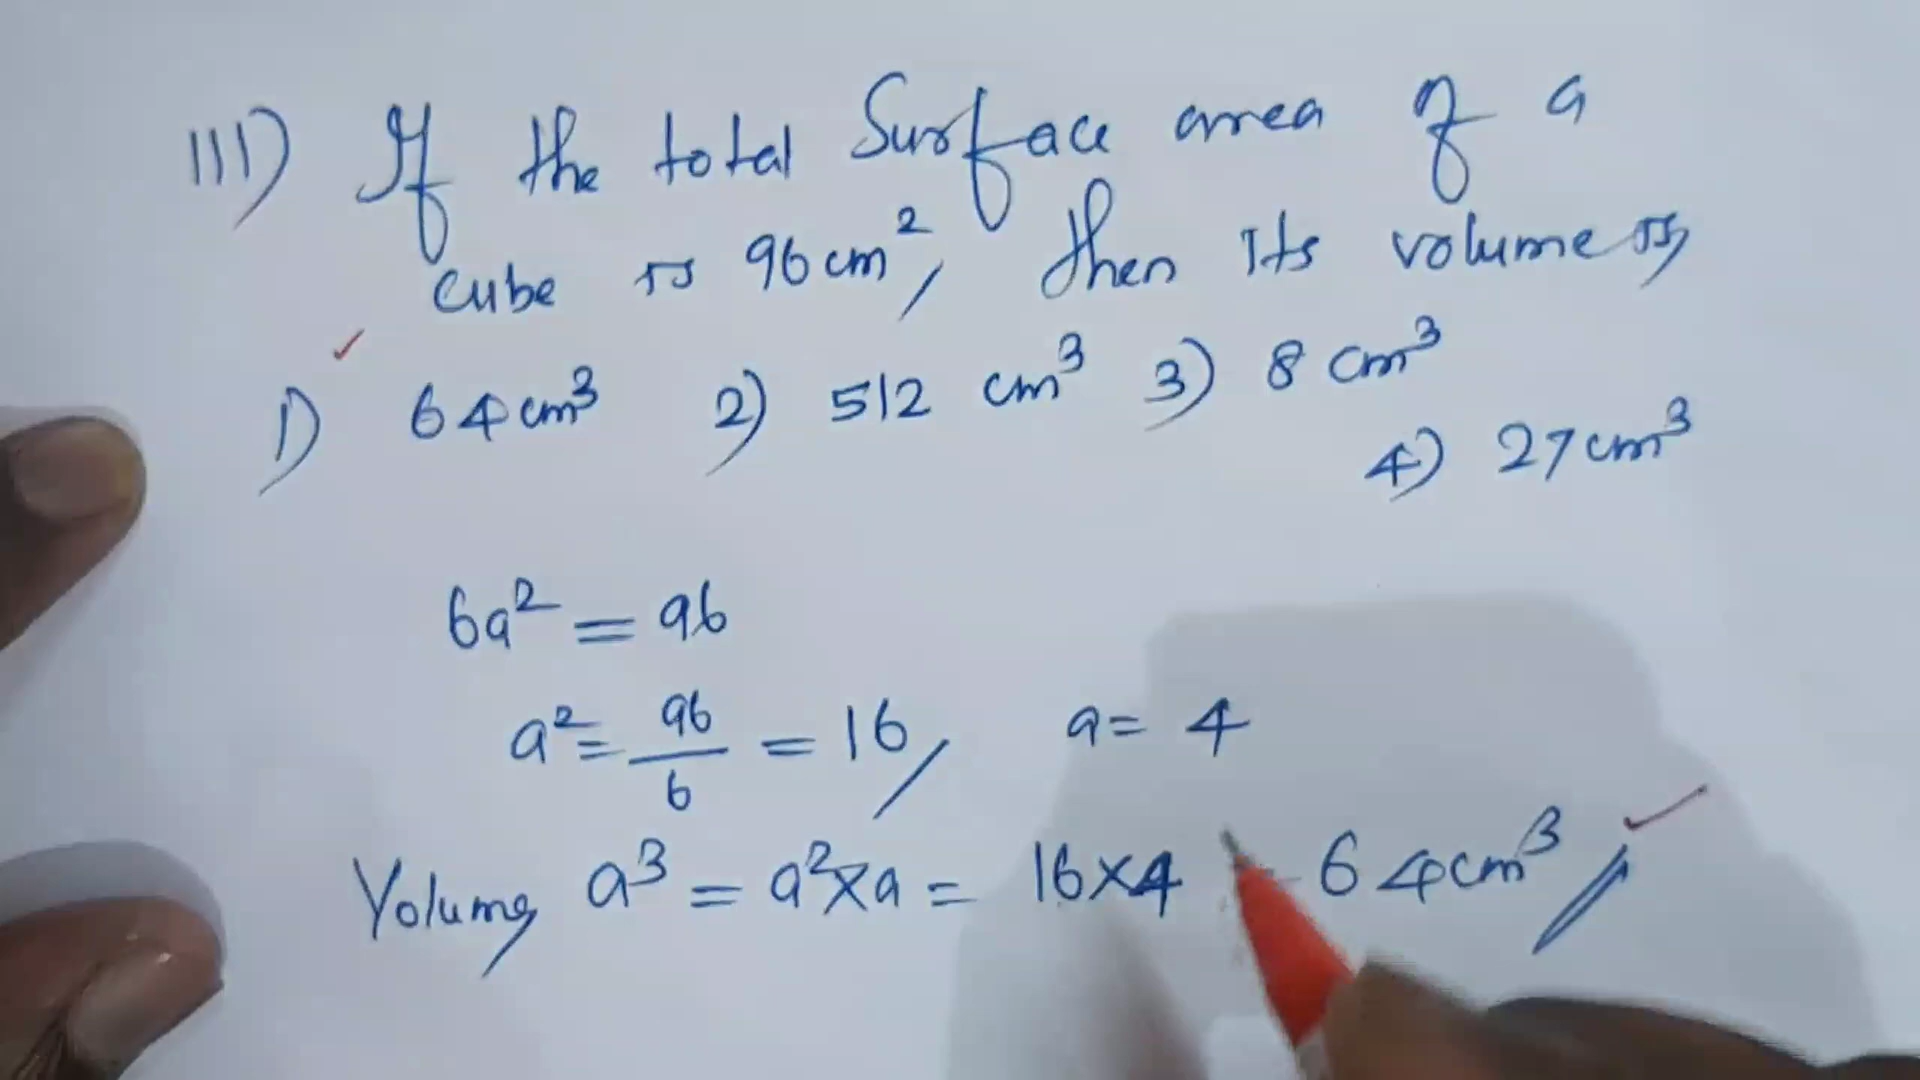 111) If the total Surface area of a
cube is 96 cm², then its volume is
1) 64 cm³ 2) 512 cm³ 3) 8 cm³
4) 27 cm³
6a² = 96
a² = 96/6 = 16, a = 4
Volume, a³ = a² × a = 16 × 4 = 64 cm³